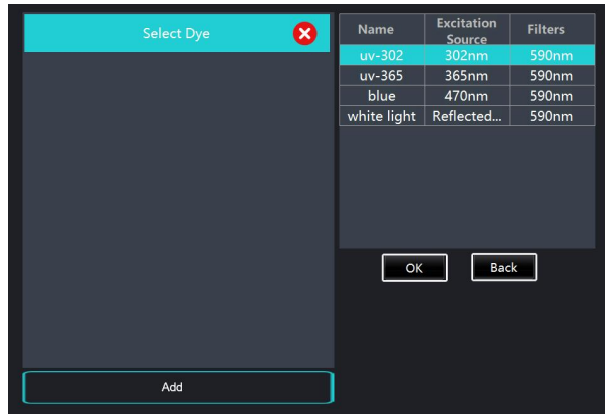 Select Dye
Name Excitation Source Filters
uv-302 302nm 590nm
uv-365 365nm 590nm
blue 470nm 590nm
white light Reflected... 590nm
OK Back
Add